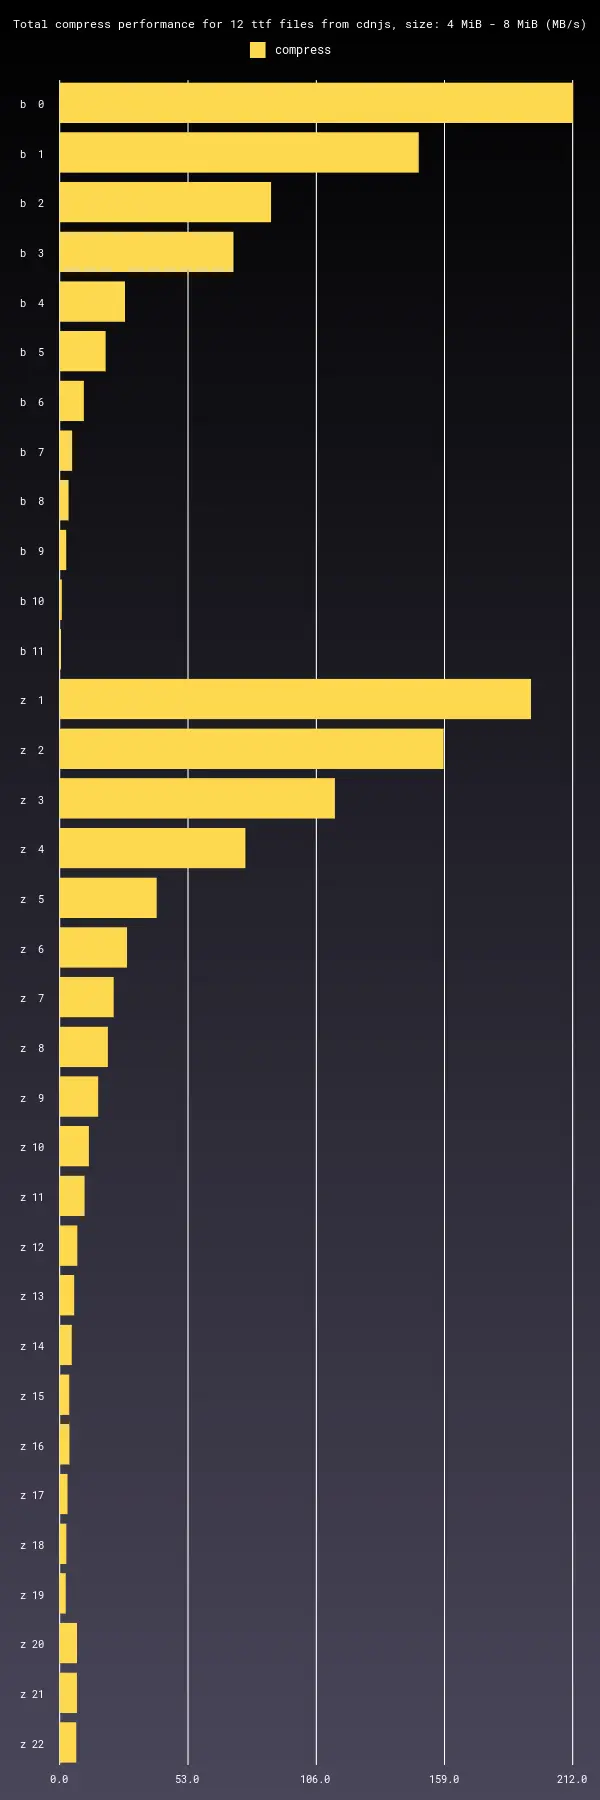 Total compress performance for 12 ttf files from cdnjs, size: 4 MiB - 8 MiB (MB/s)
compress
b 0
b 1
b 2
b 3
b 4
b 5
b 6
b 7
b 8
b 9
b 10
b 11
z 1
z 2
z 3
z 4
z 5
z 6
z 7
z 8
z 9
z 10
z 11
z 12
z 13
z 14
z 15
z 16
z 17
z 18
z 19
z 20
z 21
z 22
0.0 53.0 106.0 159.0 212.0